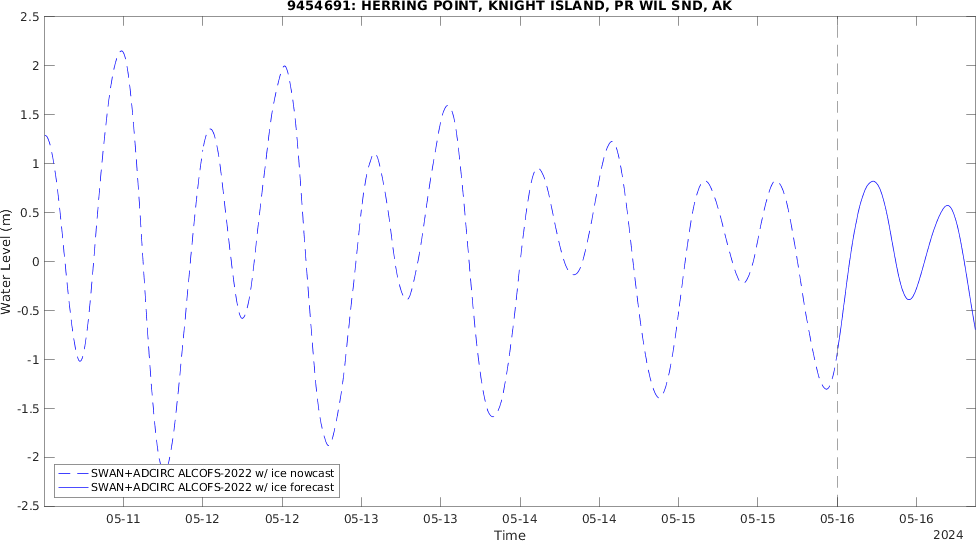 9454691: HERRING POINT, KNIGHT ISLAND, PR WIL SND, AK
2.5
2
1.5
1
0.5
0
-0.5
-1
-1.5
-2
-2.5
Water Level (m)
SWAN+ADCIRC ALCOFS-2022 w/ ice nowcast
SWAN+ADCIRC ALCOFS-2022 w/ ice forecast
05-11 05-12 05-12 05-13 05-13 05-14 05-14 05-15 05-15 05-16 05-16
Time
2024